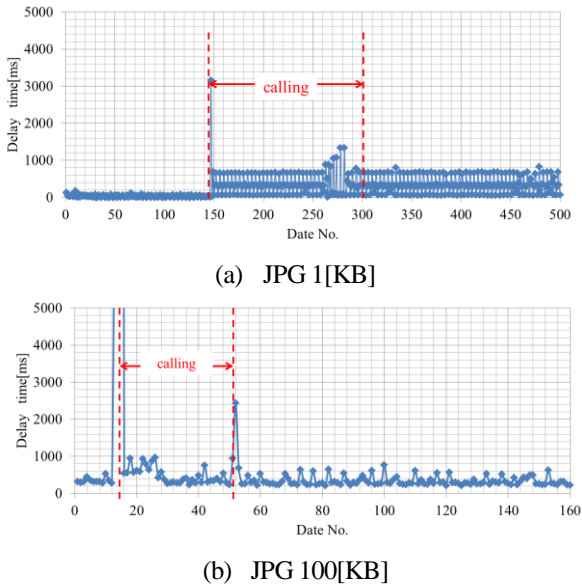 5000
4000
3000
2000
1000
0
Delay time[ms]
calling
0 50 100 150 200 250 300 350 400 450 500
Date No.
(a) JPG 1[KB]
5000
4000
3000
2000
1000
0
Delay time[ms]
calling
0 20 40 60 80 100 120 140 160
Date No.
(b) JPG 100[KB]